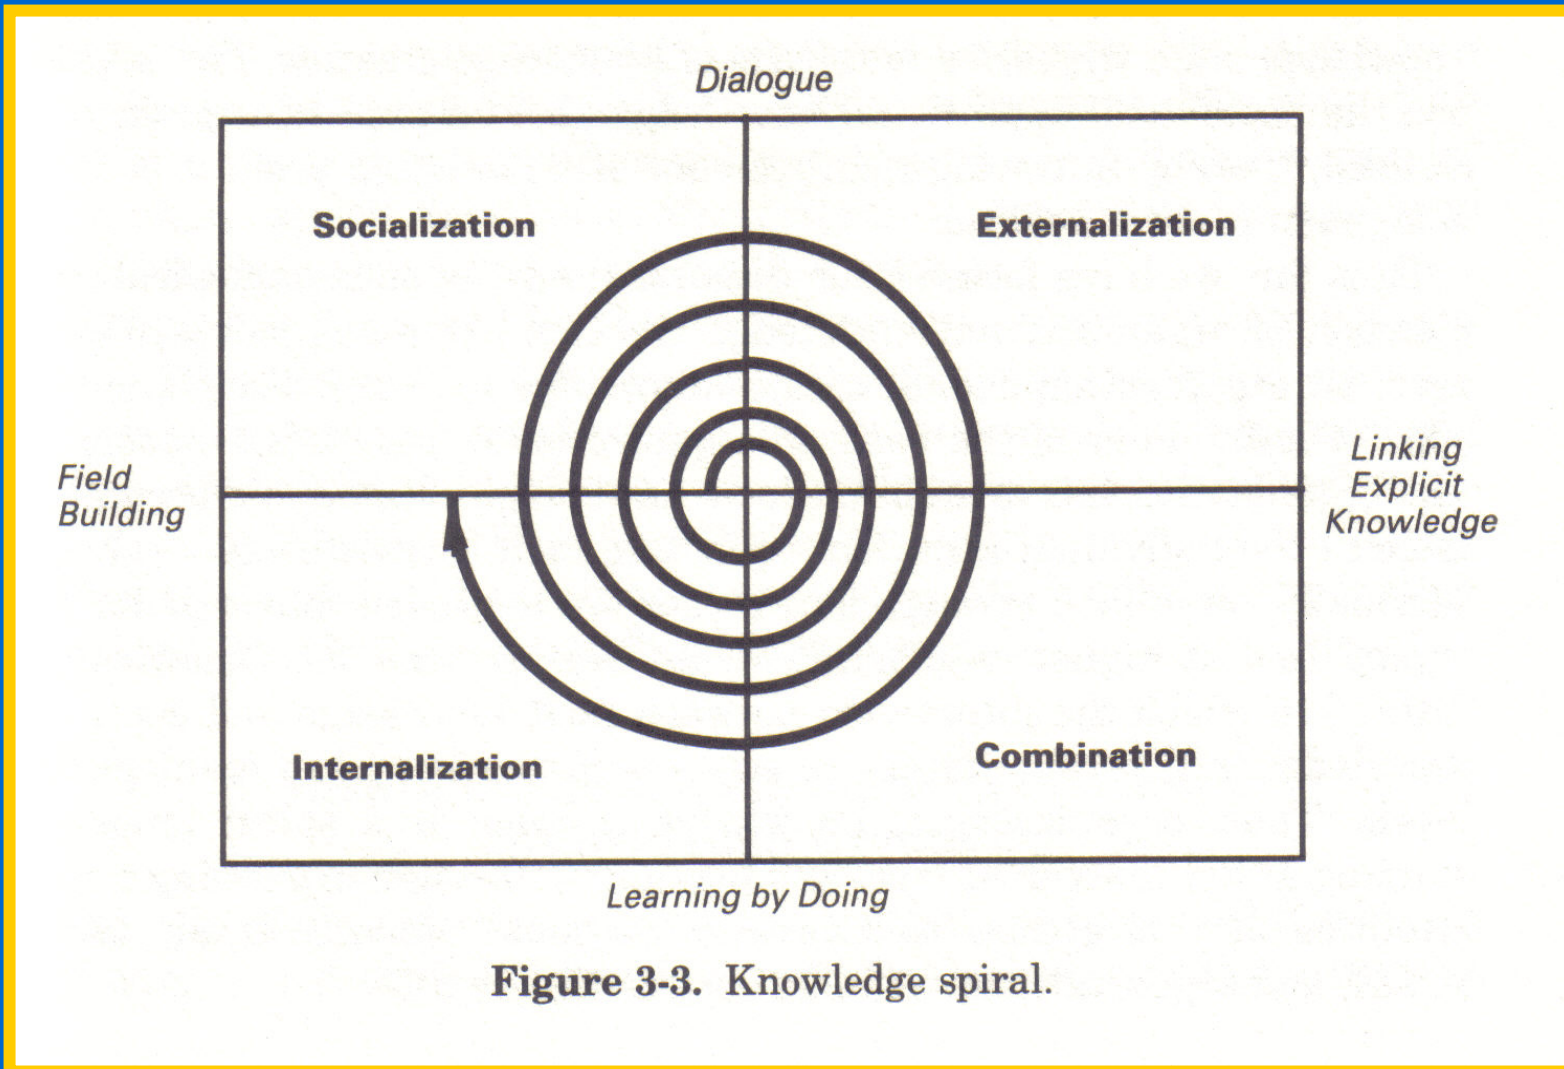 Dialogue
Socialization
Externalization
Field
Building
Linking
Explicit
Knowledge
Internalization
Combination
Learning by Doing
Figure 3-3. Knowledge spiral.